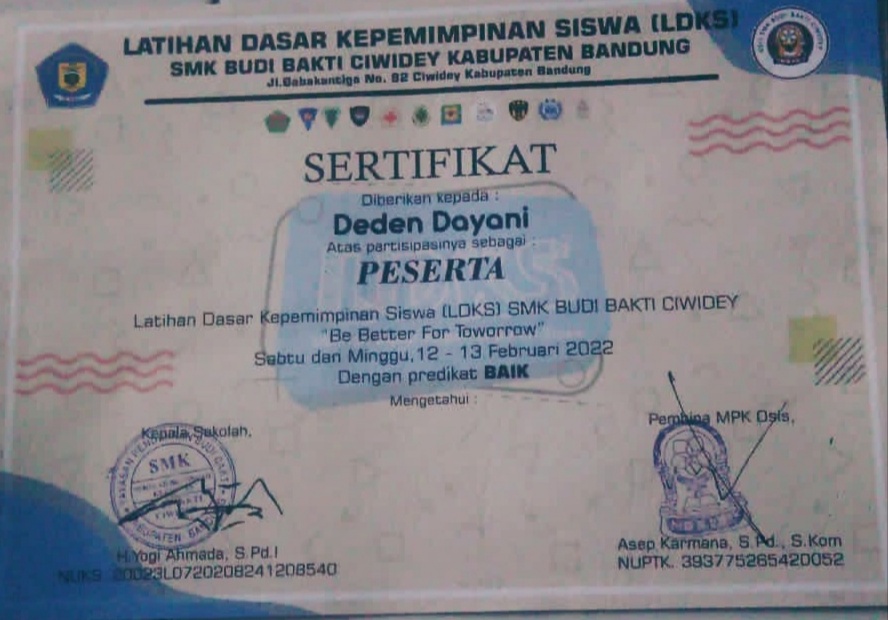 LATIHAN DASAR KEPEMIMPINAN SISWA (LDKS)
SMK BUDI BAKTI CIWIDEY KABUPATEN BANDUNG
Jl.Babakantiga No. 92 Ciwidey Kabupaten Bandung
SERTIFIKAT
Diberikan kepada :
Deden Dayani
Atas partisipasinya sebagai :
PESERTA
Latihan Dasar Kepemimpinan Siswa (LDKS) SMK BUDI BAKTI CIWIDEY
"Be Better For Toworrow"
Sabtu dan Minggu,12 - 13 Februari 2022
Dengan predikat BAIK
Mengetahui :
Kepala Sekolah,
Pembina MPK Osis,
SMK
H.Yogi Ahmada, S.Pd.I
NUKS. 20023L0720208241208540
Asep Karmana, S.Pd., S.Kom
NUPTK. 393775265420052